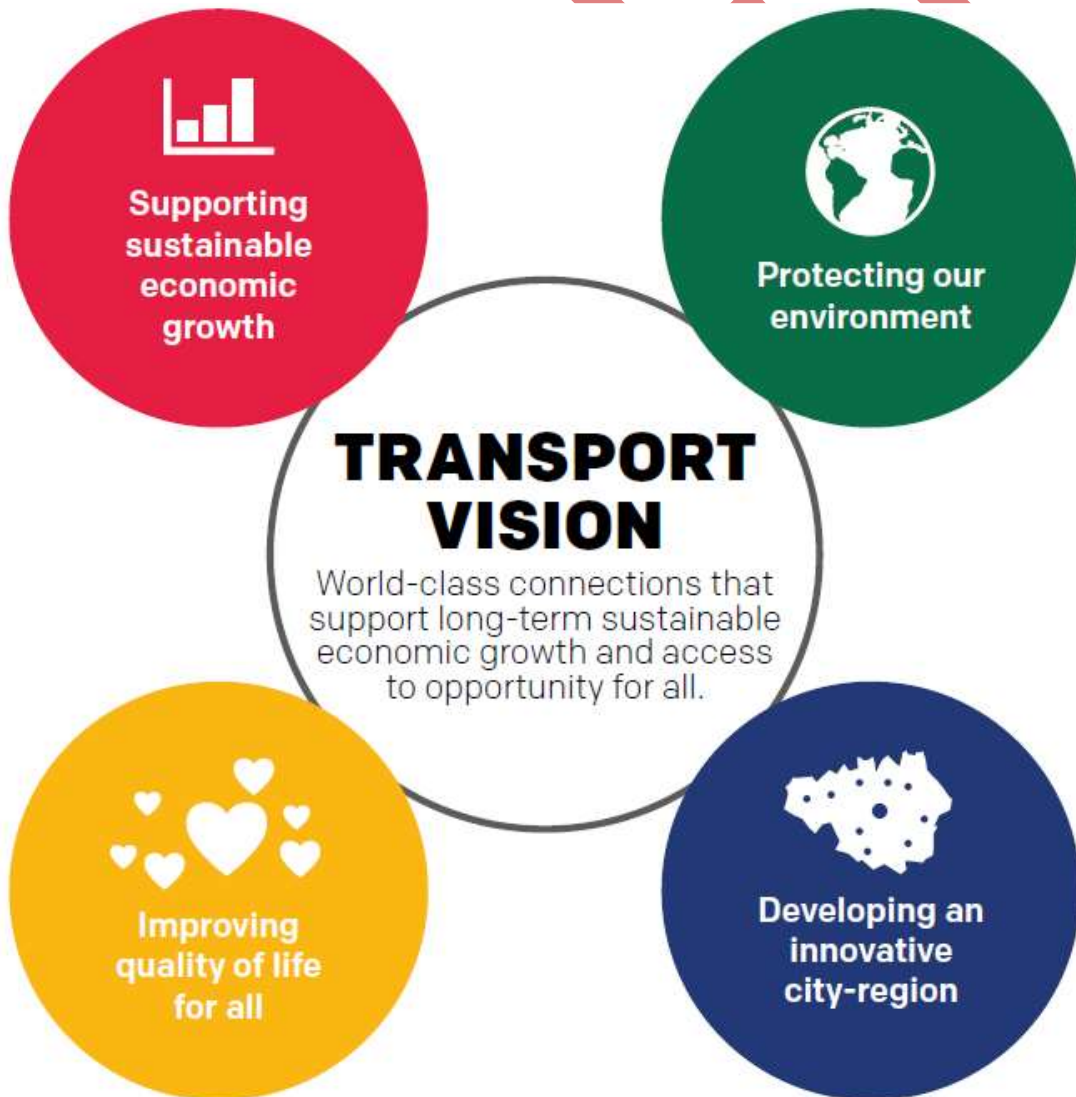 Supporting
sustainable
economic
growth
Protecting our
environment
TRANSPORT
VISION
World-class connections that
support long-term sustainable
economic growth and access
to opportunity for all.
Improving
quality of life
for all
Developing an
innovative
city-region